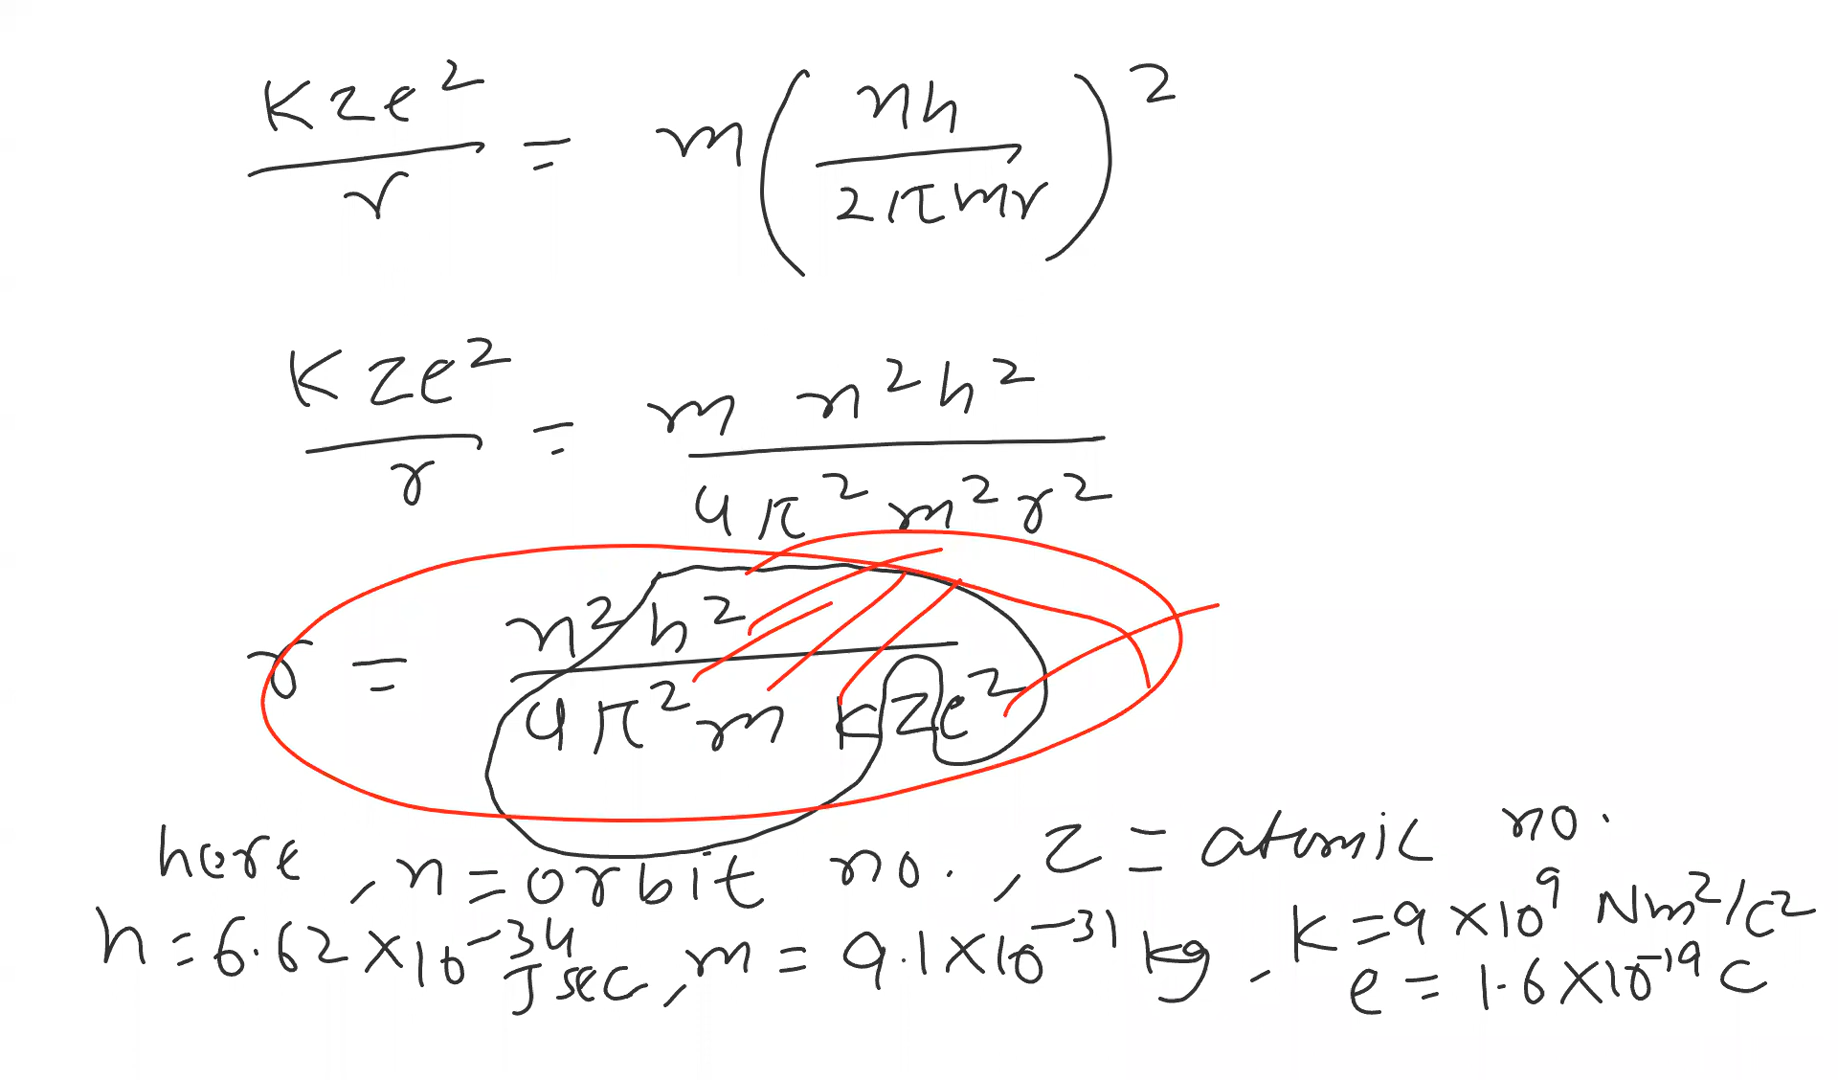 Kze²/r = m(nh/2πmr)²
Kze²/r = m n²h²/4π²m²r²
r = n²h²/4π²m kze²
here, n = orbit no., z = atomic no.
h = 6.62 × 10⁻³⁴ J sec, m = 9.1 × 10⁻³¹ kg, K = 9 × 10⁹ Nm²/c²
e = 1.6 × 10⁻¹⁹ C